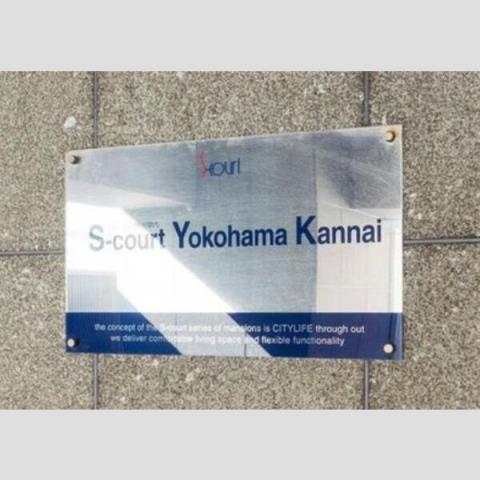 S-court
S-court Yokohama Kannai
the concept of the S-court series of mansions is CITYLIFE through out
we deliver comfortable living space and flexible functionality